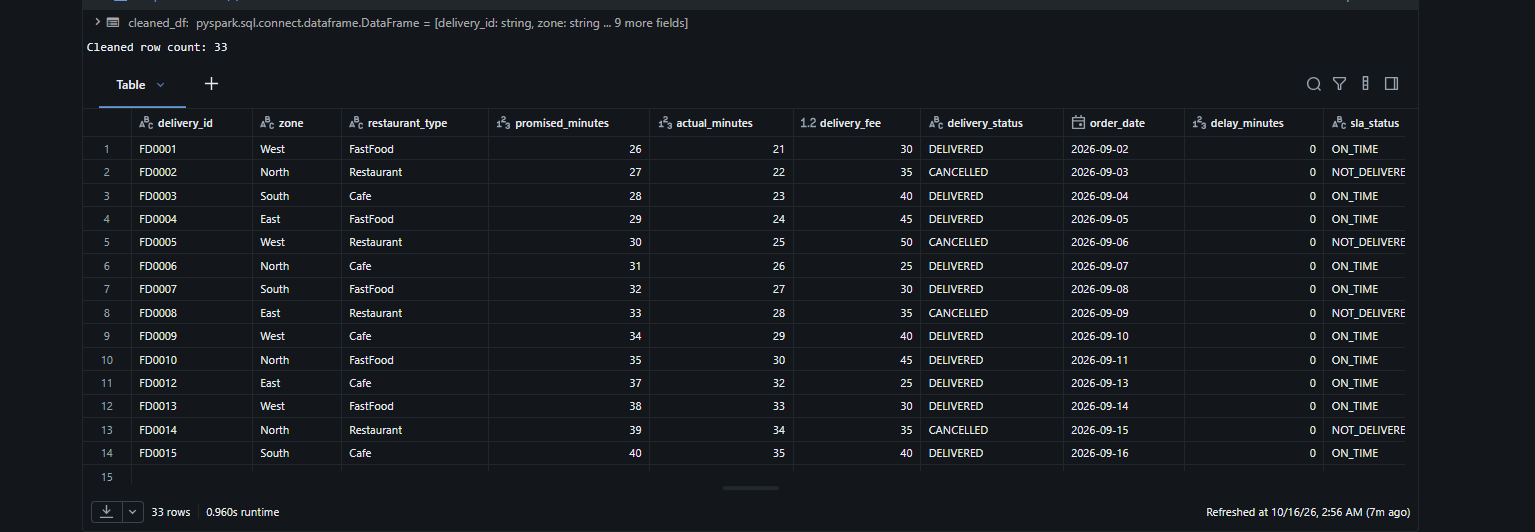 cleaned_df: pyspark.sql.connect.dataframe.DataFrame = [delivery_id: string, zone: string ... 9 more fields]
Cleaned row count: 33
Table
delivery_id zone restaurant_type promised_minutes actual_minutes 1.2 delivery_fee delivery_status order_date delay_minutes sla_status
1 FD0001 West FastFood 26 21 30 DELIVERED 2026-09-02 0 ON_TIME
2 FD0002 North Restaurant 27 22 35 CANCELLED 2026-09-03 0 NOT_DELIVERE
3 FD0003 South Cafe 28 23 40 DELIVERED 2026-09-04 0 ON_TIME
4 FD0004 East FastFood 29 24 45 DELIVERED 2026-09-05 0 ON_TIME
5 FD0005 West Restaurant 30 25 50 CANCELLED 2026-09-06 0 NOT_DELIVERE
6 FD0006 North Cafe 31 26 25 DELIVERED 2026-09-07 0 ON_TIME
7 FD0007 South FastFood 32 27 30 DELIVERED 2026-09-08 0 ON_TIME
8 FD0008 East Restaurant 33 28 35 CANCELLED 2026-09-09 0 NOT_DELIVERE
9 FD0009 West Cafe 34 29 40 DELIVERED 2026-09-10 0 ON_TIME
10 FD0010 North FastFood 35 30 45 DELIVERED 2026-09-11 0 ON_TIME
11 FD0012 East Cafe 37 32 25 DELIVERED 2026-09-13 0 ON_TIME
12 FD0013 West FastFood 38 33 30 DELIVERED 2026-09-14 0 ON_TIME
13 FD0014 North Restaurant 39 34 35 CANCELLED 2026-09-15 0 NOT_DELIVERE
14 FD0015 South Cafe 40 35 40 DELIVERED 2026-09-16 0 ON_TIME
15
33 rows 0.960s runtime Refreshed at 10/16/26, 2:56 AM (7m ago)